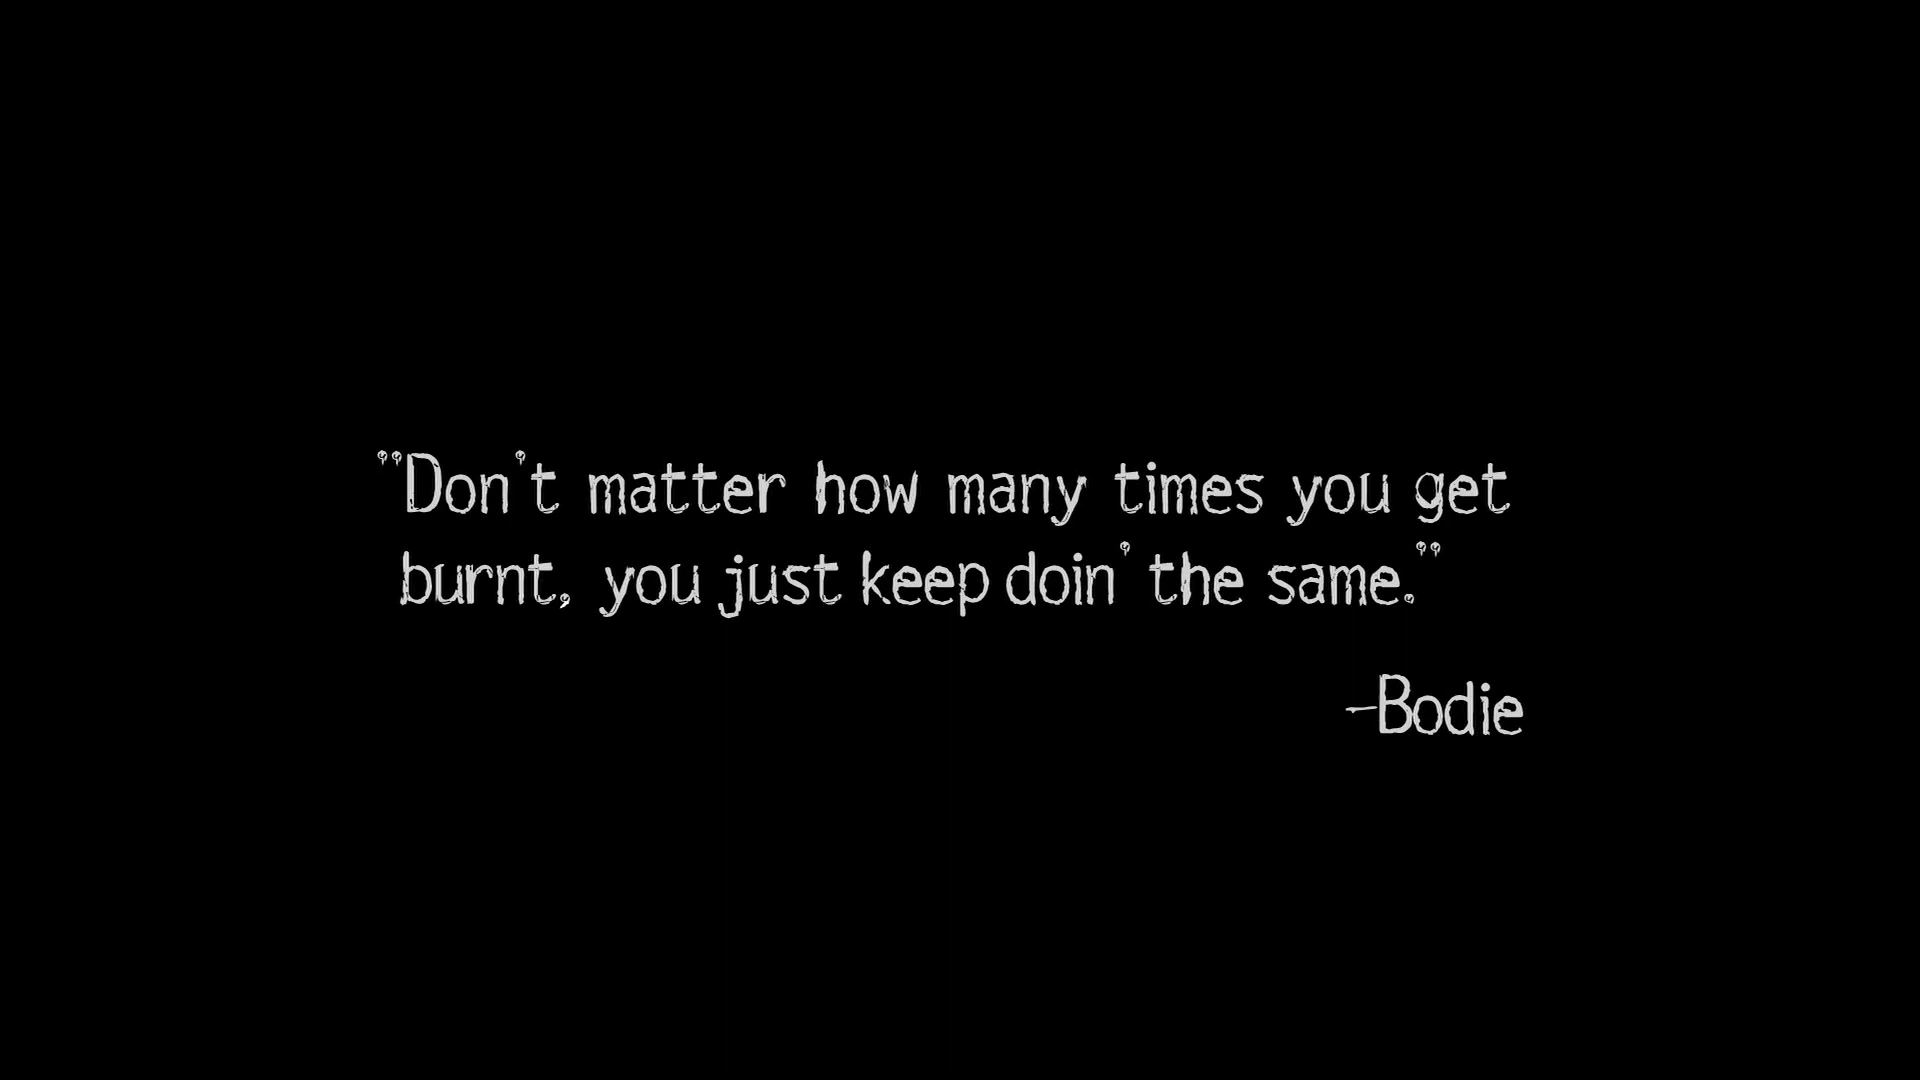 "Don't matter how many times you get
burnt, you just keep doin' the same."
-Bodie